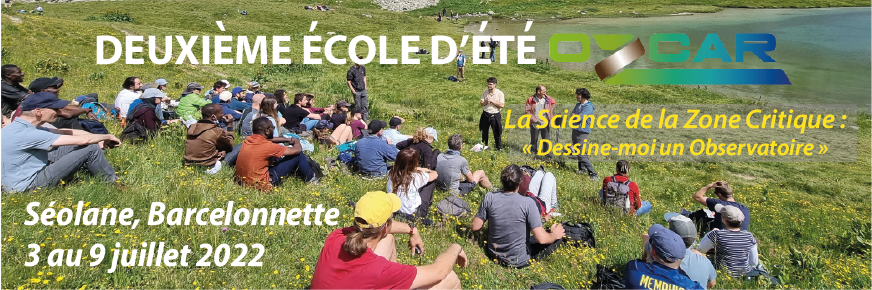 DEUXIÈME ÉCOLE D'ÉTÉ OZCAR
La Science de la Zone Critique :
« Dessine-moi un Observatoire »
Séolane, Barcelonnette
3 au 9 juillet 2022